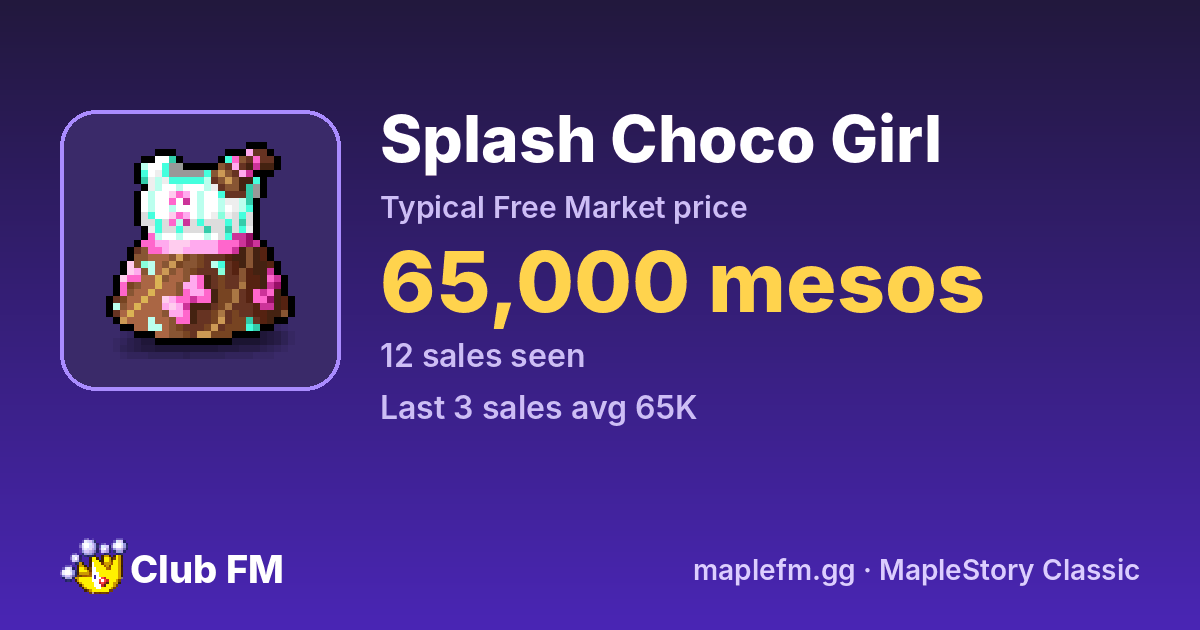 Splash Choco Girl
Typical Free Market price
65,000 mesos
12 sales seen
Last 3 sales avg 65K
Club FM
maplefm.gg · MapleStory Classic